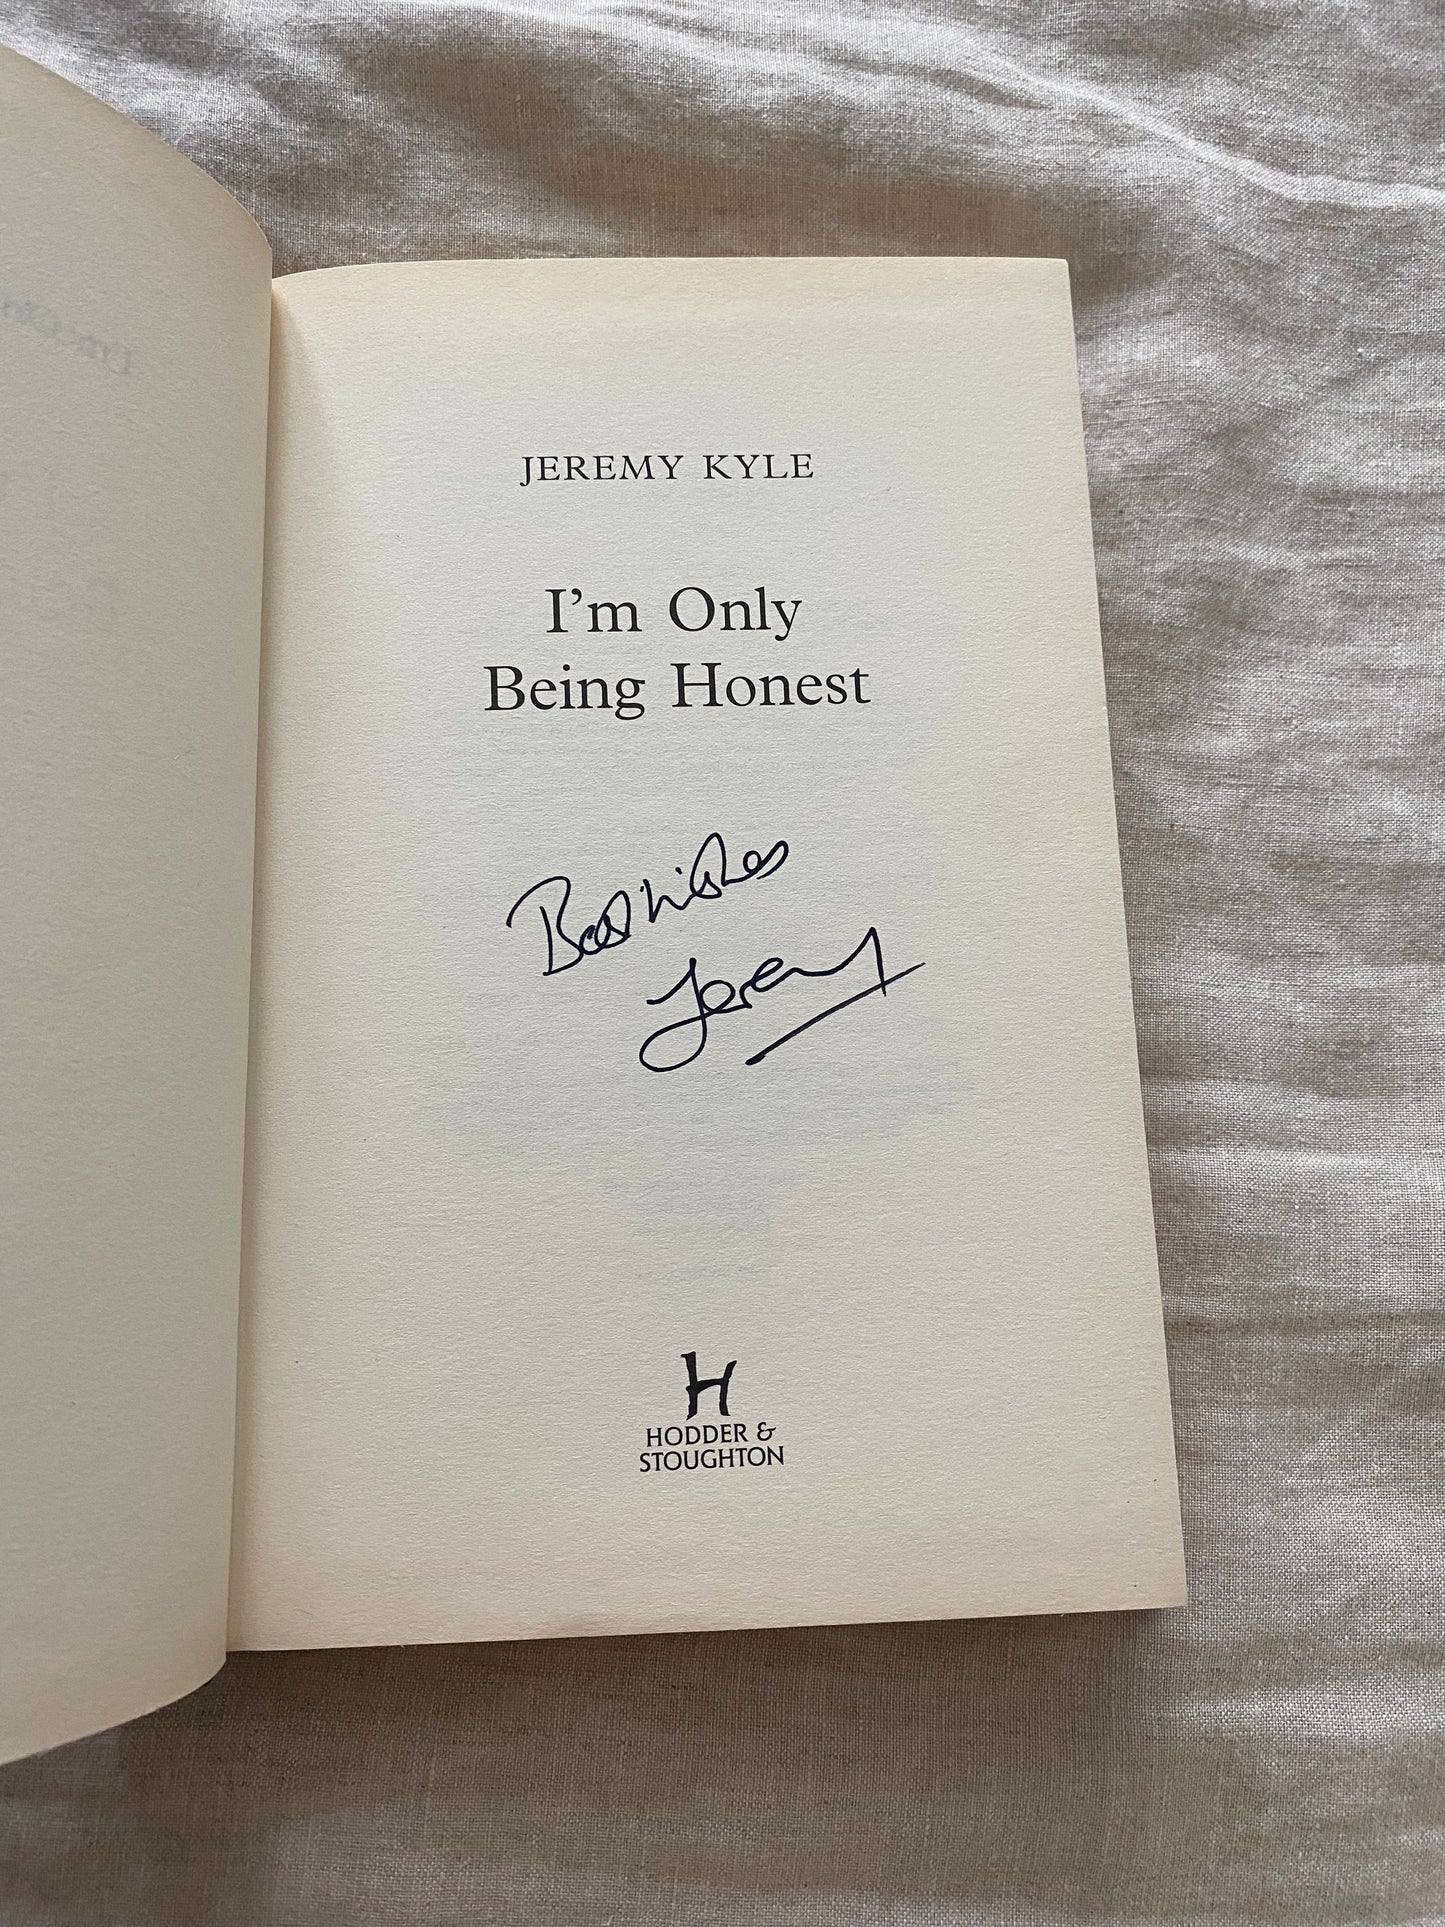 JEREMY KYLE
I'm Only
Being Honest
Best wishes
Jeremy
H
HODDER &
STOUGHTON